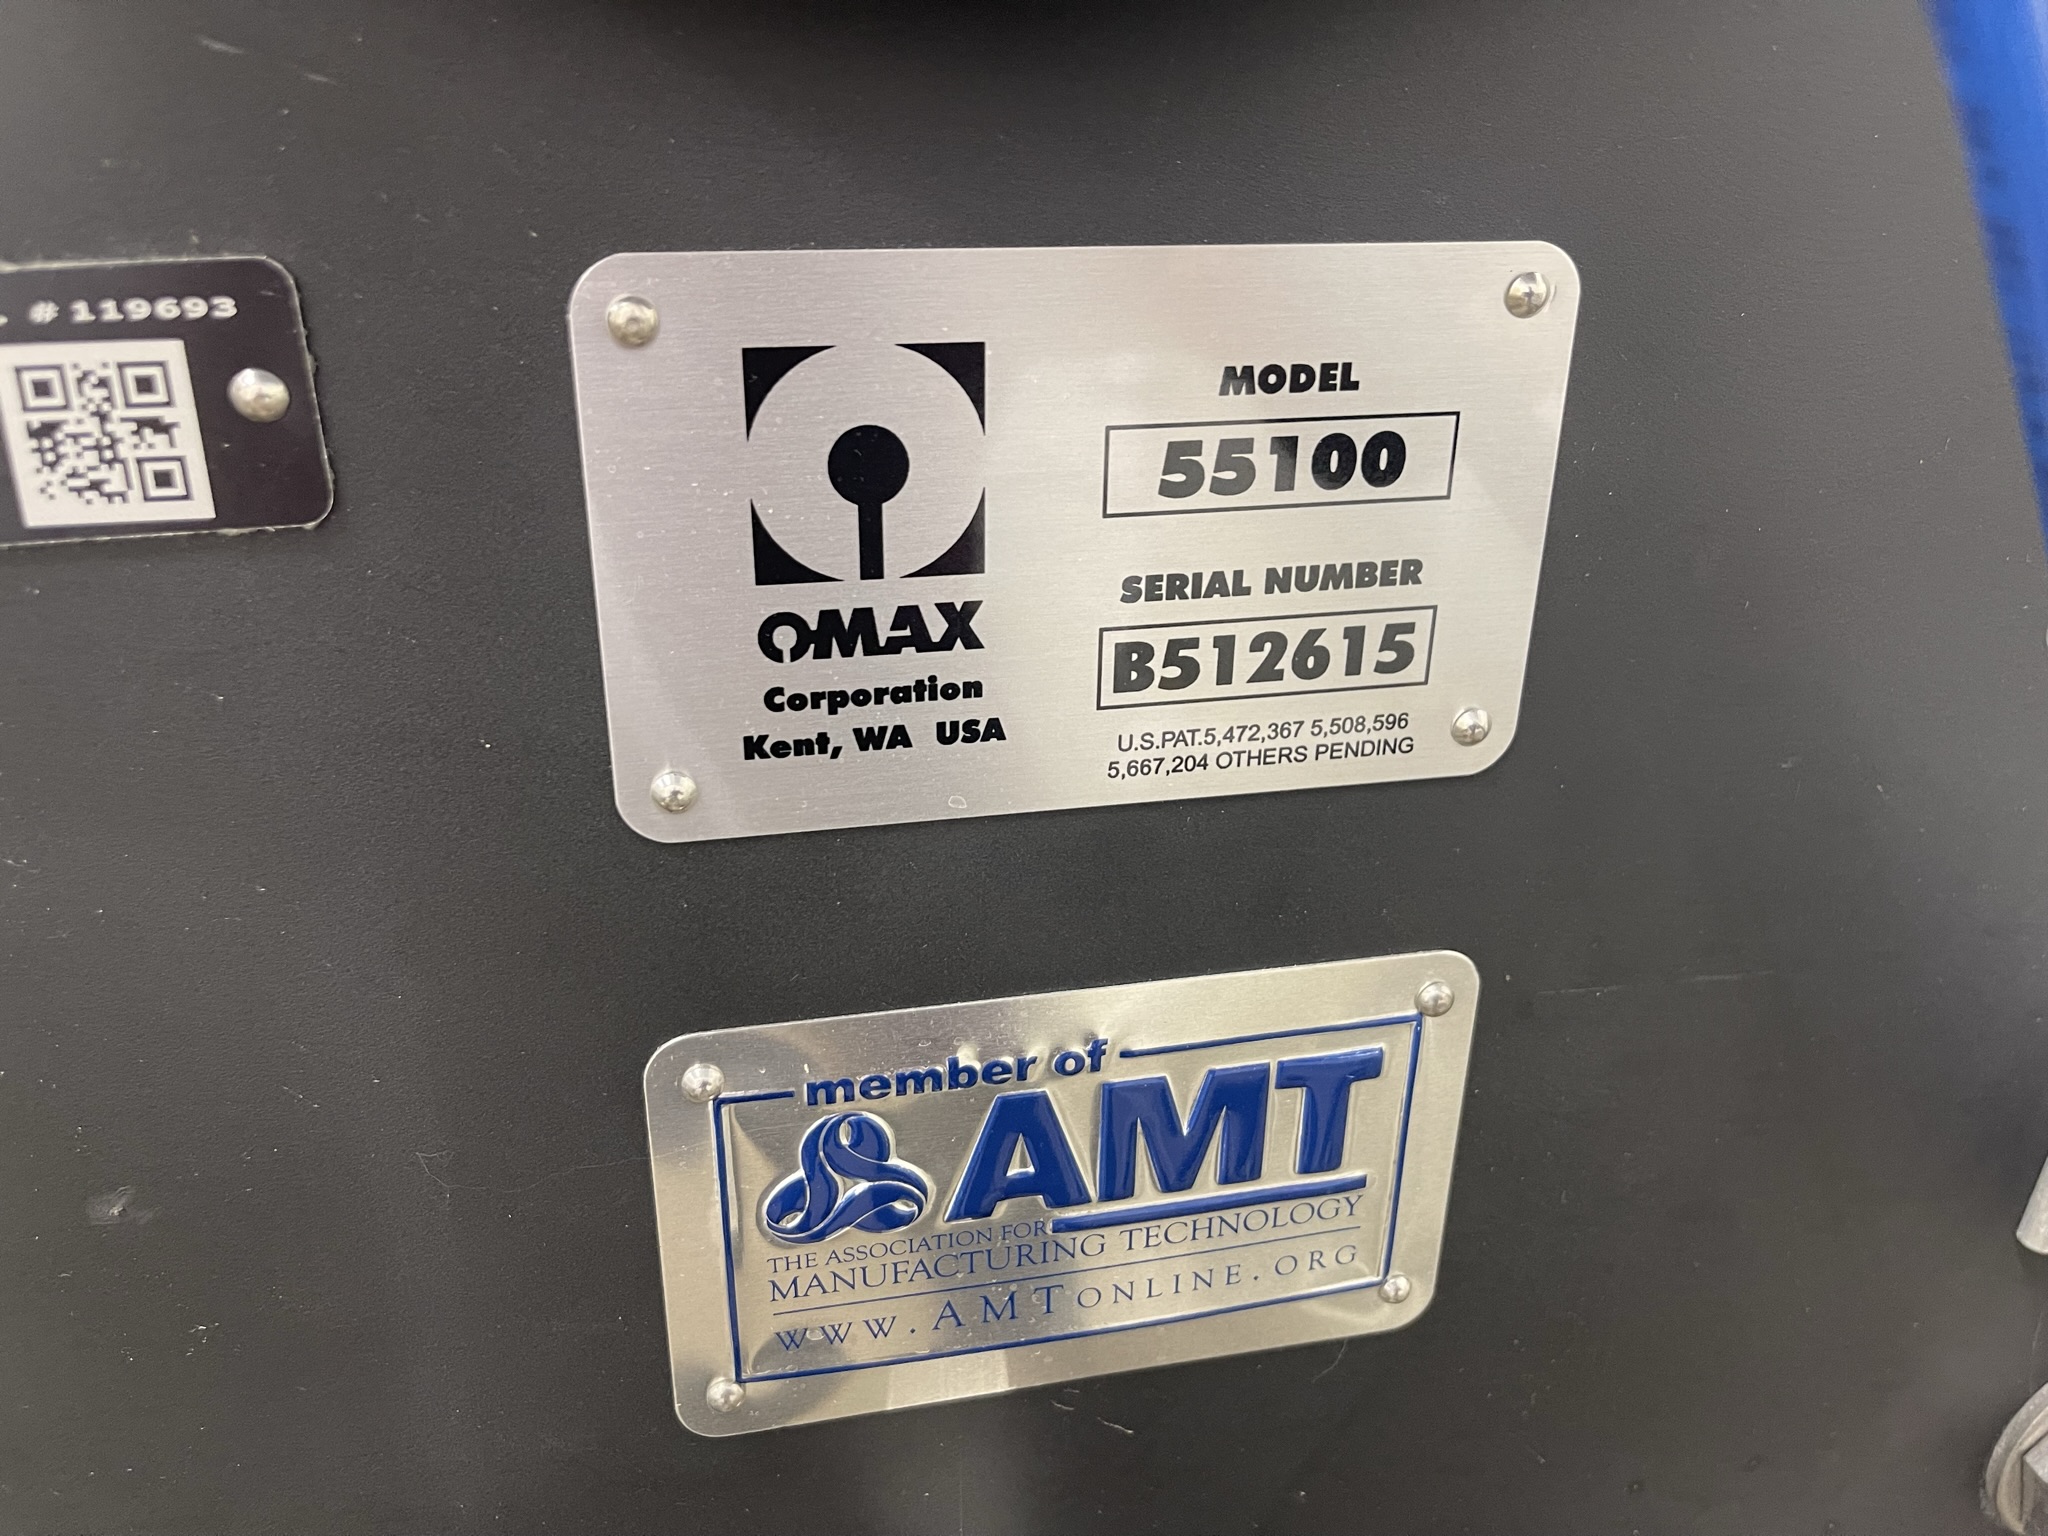 # 119693
OMAX
Corporation
Kent, WA USA
MODEL
55100
SERIAL NUMBER
B512615
U.S.PAT.5,472,367 5,508,596
5,667,204 OTHERS PENDING
member of
AMT
THE ASSOCIATION FOR
MANUFACTURING TECHNOLOGY
WWW.AMTONLINE.ORG